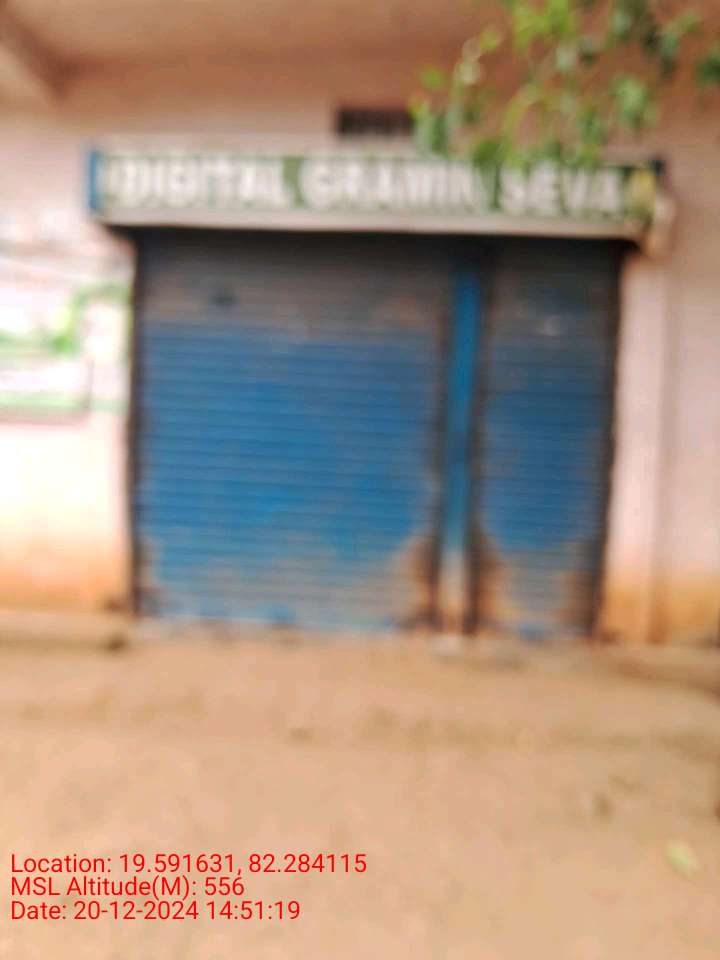 DIGITAL GRAMIN SEVA
Location: 19.591631, 82.284115
MSL Altitude(M): 556
Date: 20-12-2024 14:51:19